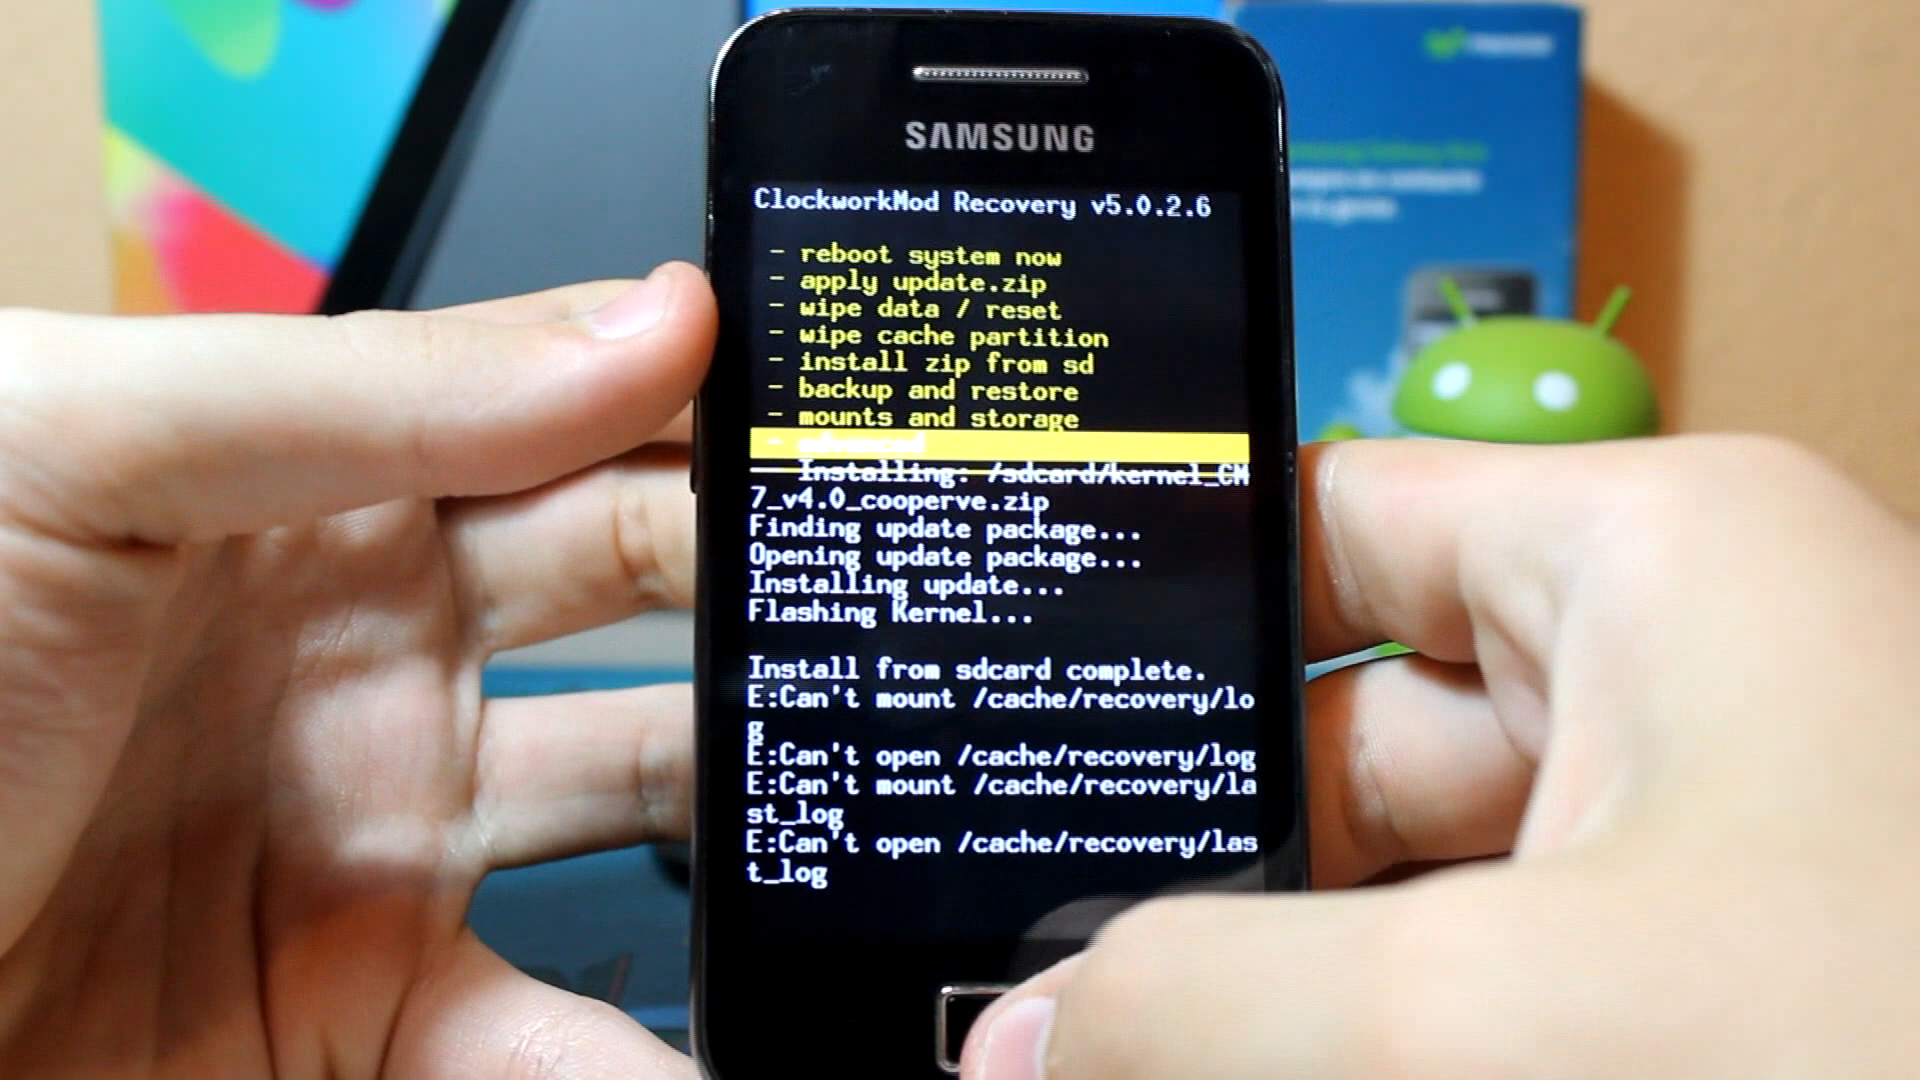 SAMSUNG
ClockworkMod Recovery v5.0.2.6
- reboot system now
- apply update.zip
- wipe data / reset
- wipe cache partition
- install zip from sd
- backup and restore
- mounts and storage
- advanced
Installing: /sdcard/kernel_CM
7_v4.0_cooperve.zip
Finding update package...
Opening update package...
Installing update...
Flashing Kernel...
Install from sdcard complete.
E:Can't mount /cache/recovery/lo
g
E:Can't open /cache/recovery/log
E:Can't mount /cache/recovery/la
st_log
E:Can't open /cache/recovery/las
t_log